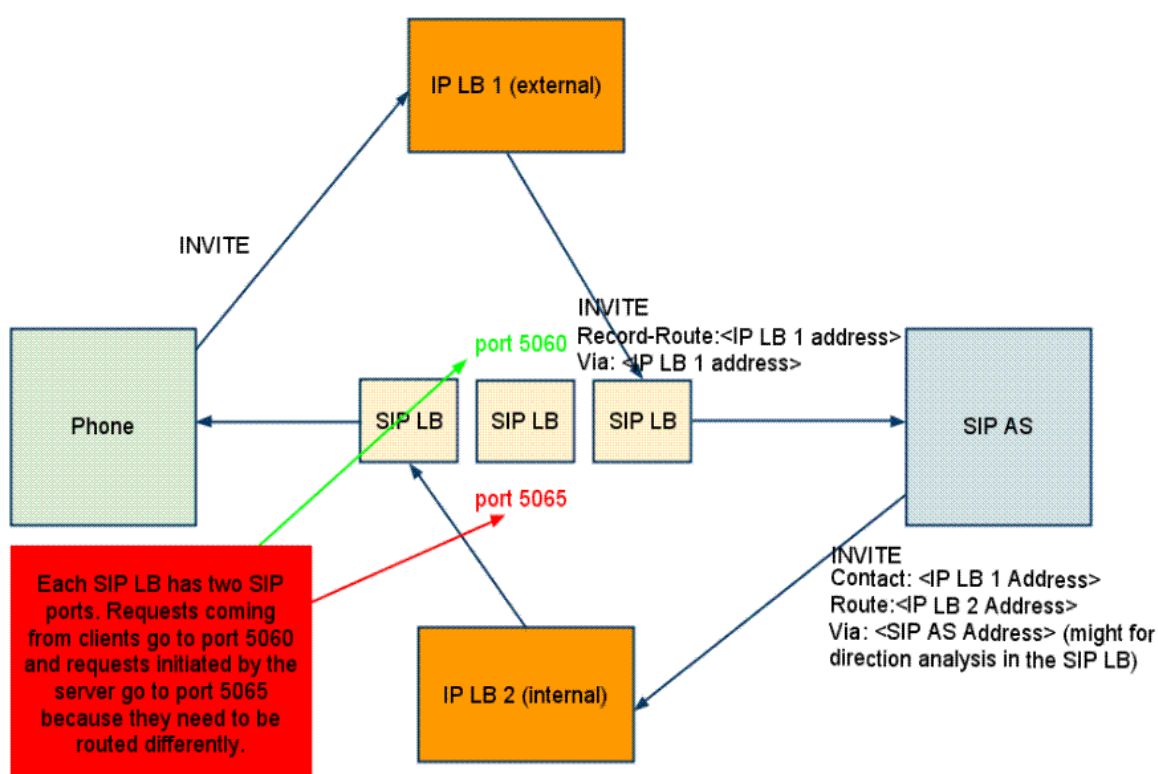 IP LB 1 (external)
INVITE
INVITE
Record-Route:<IP LB 1 address>
Via: <IP LB 1 address>
port 5060
Phone
SIP LB
SIP LB
SIP LB
SIP AS
port 5065
Each SIP LB has two SIP
ports. Requests coming
from clients go to port 5060
and requests initiated by the
server go to port 5065
because they need to be
routed differently.
IP LB 2 (internal)
INVITE
Contact: <IP LB 1 Address>
Route:<IP LB 2 Address>
Via: <SIP AS Address> (might for
direction analysis in the SIP LB)